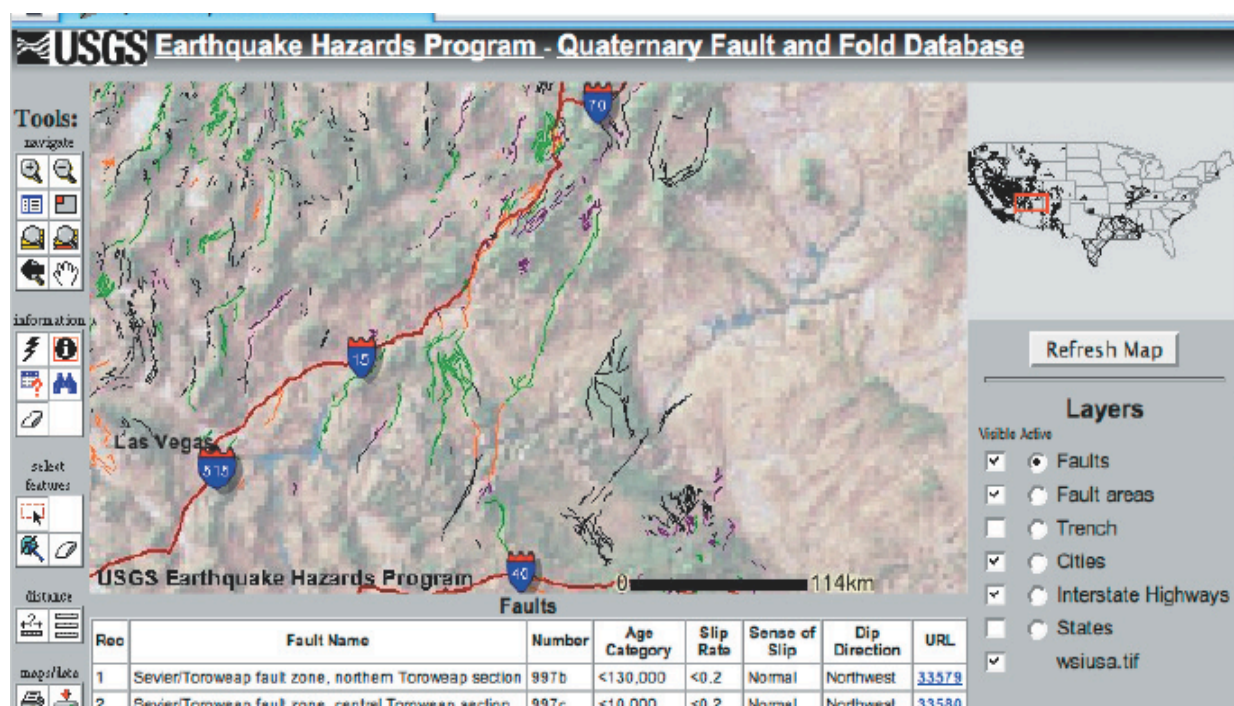 USGS Earthquake Hazards Program - Quaternary Fault and Fold Database
Tools:
navigate
information
select
features
distance
maps/data
70
15
Las Vegas
515
40
USGS Earthquake Hazards Program
0 114km
Refresh Map
Layers
Visible Active
Faults
Fault areas
Trench
Cities
Interstate Highways
States
wsiusa.tif
Faults
Rec Fault Name Number Age Category Slip Rate Sense of Slip Dip Direction URL
1 Sevier/Toroweap fault zone, northern Toroweap section 997b <130,000 <0.2 Normal Northwest 33579
2 Sevier/Toroweap fault zone, central Toroweap section 997c <10,000 <0.2 Normal Northwest 33580